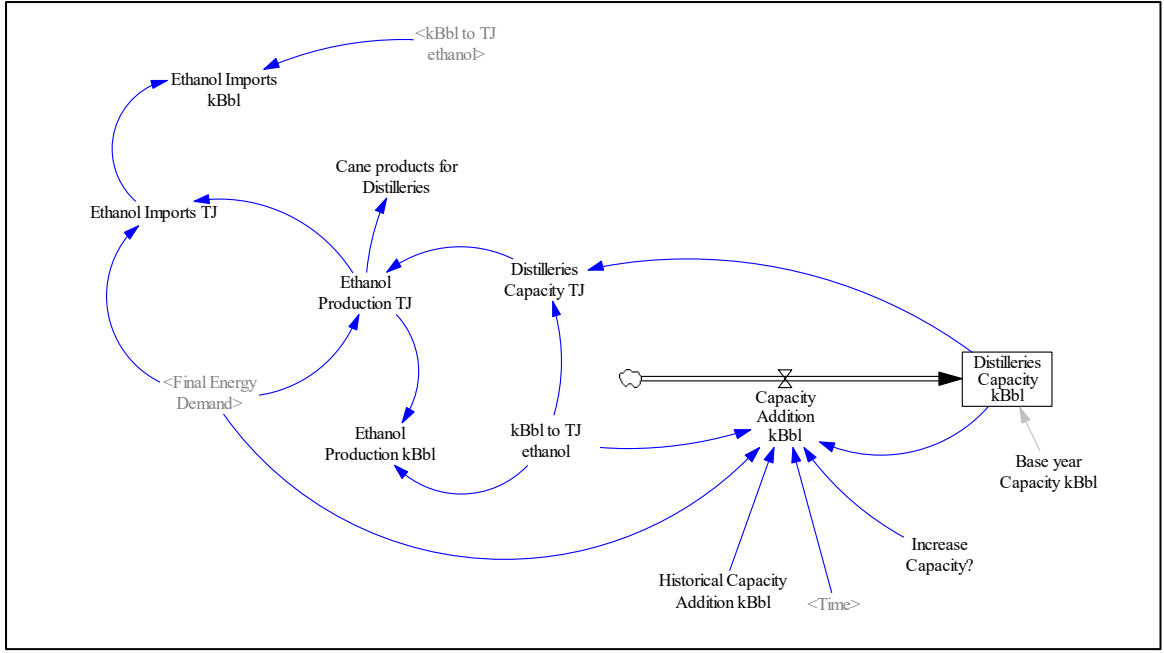 <kBbl to TJ
ethanol>
Ethanol Imports
kBbl
Cane products for
Distilleries
Ethanol Imports TJ
Ethanol
Production TJ
Distilleries
Capacity TJ
<Final Energy
Demand>
Distilleries
Capacity
kBbl
Capacity
Addition
kBbl
Ethanol
Production kBbl
kBbl to TJ
ethanol
Base year
Capacity kBbl
Increase
Capacity?
Historical Capacity
Addition kBbl
<Time>